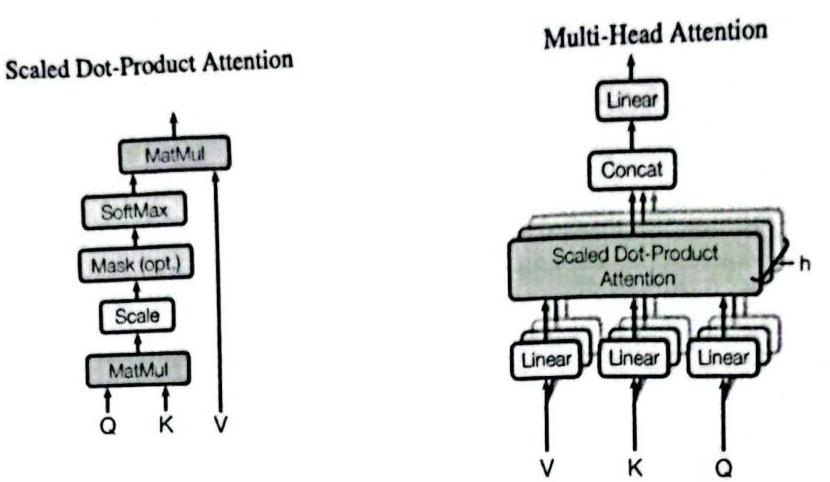 Scaled Dot-Product Attention
MatMul
SoftMax
Mask (opt.)
Scale
MatMul
Q K V
Multi-Head Attention
Linear
Concat
Scaled Dot-Product
Attention
h
Linear Linear Linear
V K Q